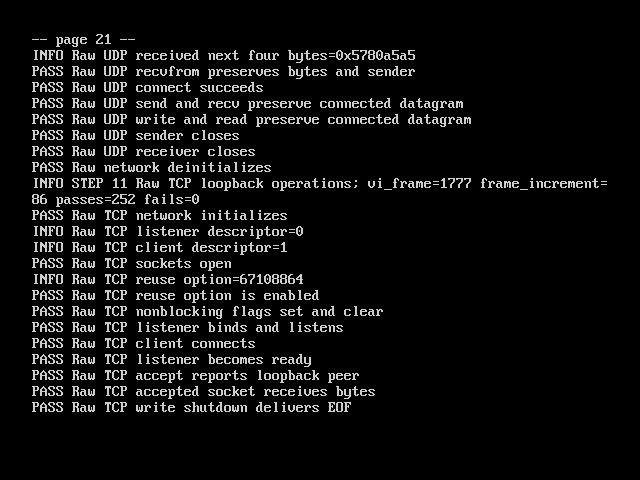 -- page 21 --
INFO Raw UDP received next four bytes=0x5780a5a5
PASS Raw UDP recvfrom preserves bytes and sender
PASS Raw UDP connect succeeds
PASS Raw UDP send and recv preserve connected datagram
PASS Raw UDP write and read preserve connected datagram
PASS Raw UDP sender closes
PASS Raw UDP receiver closes
PASS Raw network deinitializes
INFO STEP 11 Raw TCP loopback operations; vi_frame=1777 frame_increment=
86 passes=252 fails=0
PASS Raw TCP network initializes
INFO Raw TCP listener descriptor=0
INFO Raw TCP client descriptor=1
PASS Raw TCP sockets open
INFO Raw TCP reuse option=67108864
PASS Raw TCP reuse option is enabled
PASS Raw TCP nonblocking flags set and clear
PASS Raw TCP listener binds and listens
PASS Raw TCP client connects
PASS Raw TCP listener becomes ready
PASS Raw TCP accept reports loopback peer
PASS Raw TCP accepted socket receives bytes
PASS Raw TCP write shutdown delivers EOF